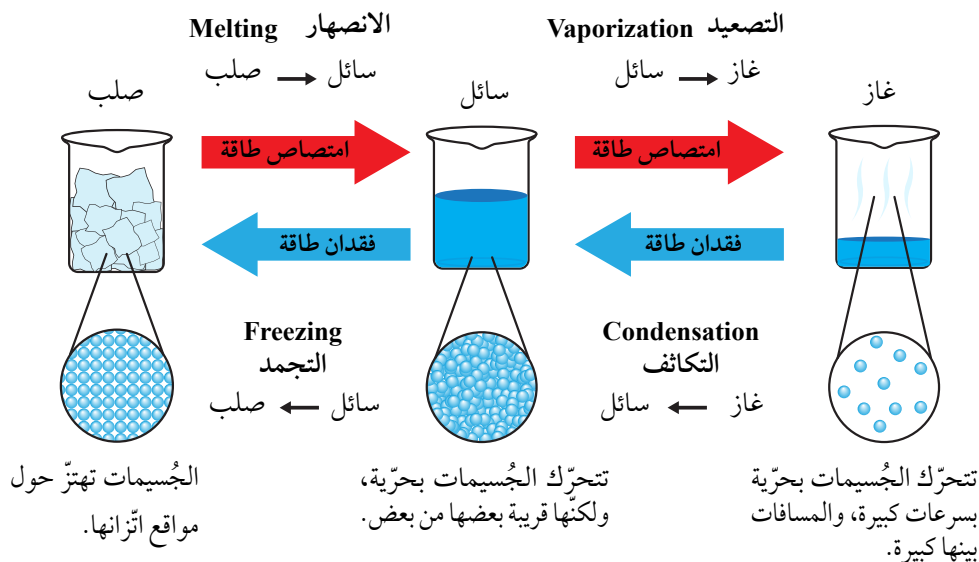 الانصهار Melting
صلب → سائل
التصعيد Vaporization
سائل → غاز
صلب
سائل
غاز
امتصاص طاقة
امتصاص طاقة
فقدان طاقة
فقدان طاقة
Freezing
التجمد
سائل ← صلب
Condensation
التكاثف
غاز ← سائل
الجُسيمات تهتزّ حول
مواقع اتّزانها.
تتحرّك الجُسيمات بحرّية،
ولكنّها قريبة بعضها من بعض.
تتحرّك الجُسيمات بحرّية
بسرعات كبيرة، والمسافات
بينها كبيرة.